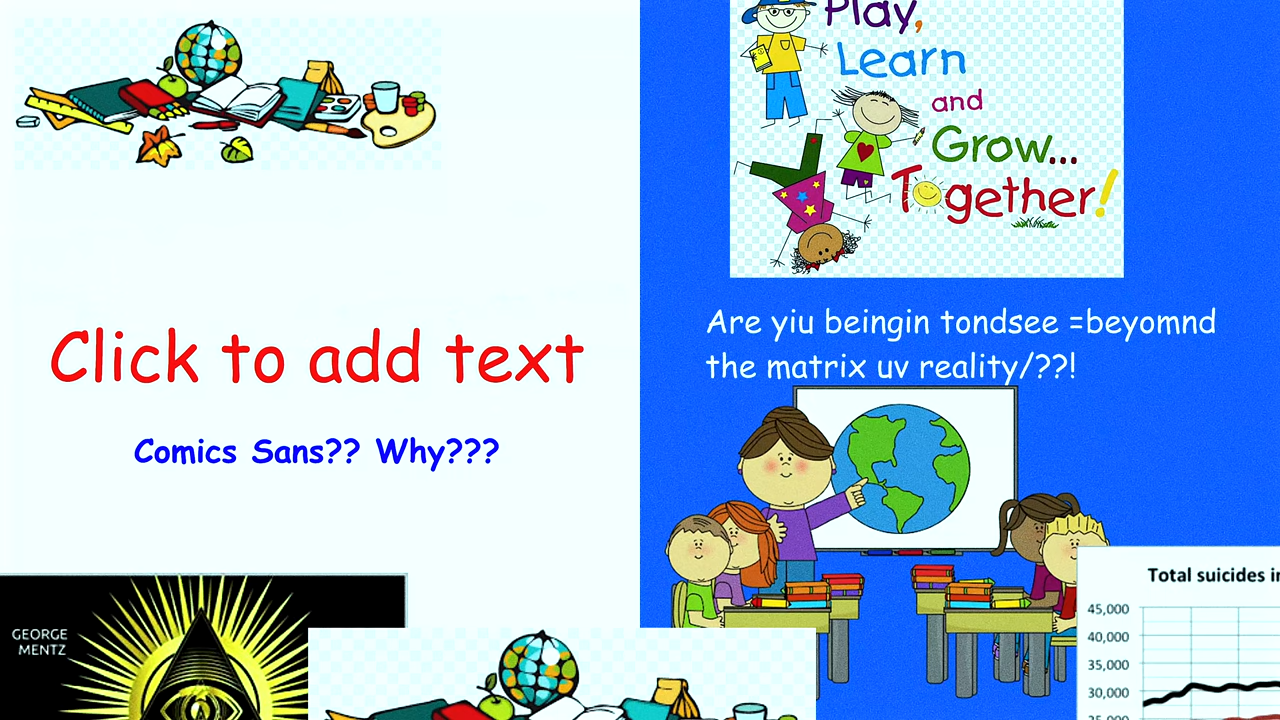 Play,
Learn
and
Grow...
Together!
Click to add text
Comics Sans?? Why???
Are yiu beingin tondsee =beyomnd
the matrix uv reality/??!
GEORGE
MENTZ
Total suicides
45,000
40,000
35,000
30,000